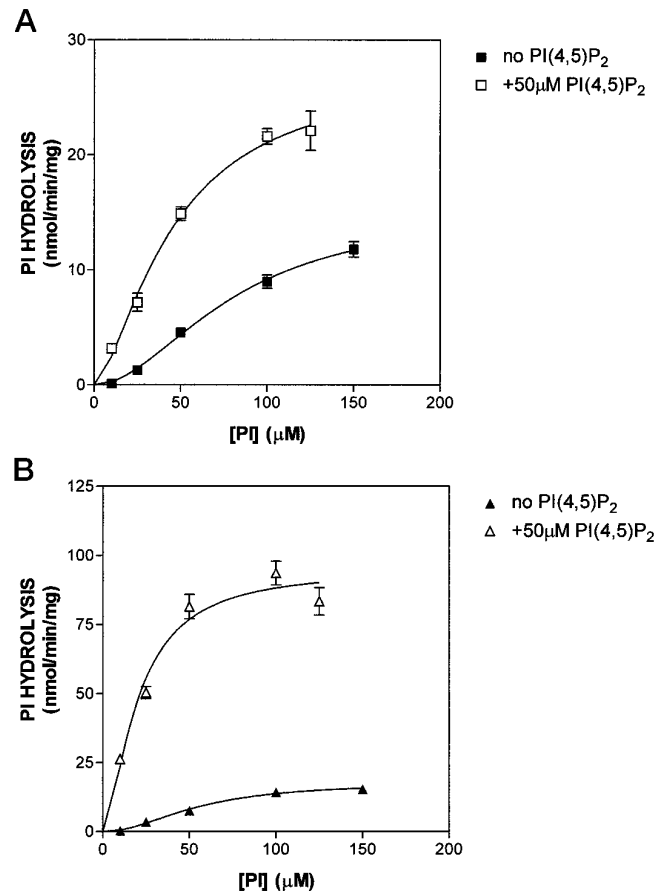 A
30
20
10
0
PI HYDROLYSIS
(nmol/min/mg)
0 50 100 150 200
[PI] (μM)
■ no PI(4,5)P₂
□ +50μM PI(4,5)P₂
B
125
100
75
50
25
0
PI HYDROLYSIS
(nmol/min/mg)
0 50 100 150 200
[PI] (μM)
▲ no PI(4,5)P₂
△ +50μM PI(4,5)P₂